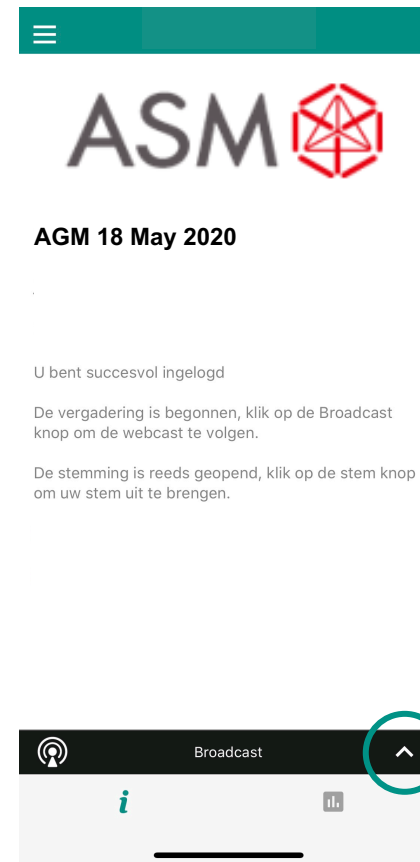 ASM
AGM 18 May 2020
U bent succesvol ingelogd
De vergadering is begonnen, klik op de Broadcast
knop om de webcast te volgen.
De stemming is reeds geopend, klik op de stem knop
om uw stem uit te brengen.
Broadcast
i